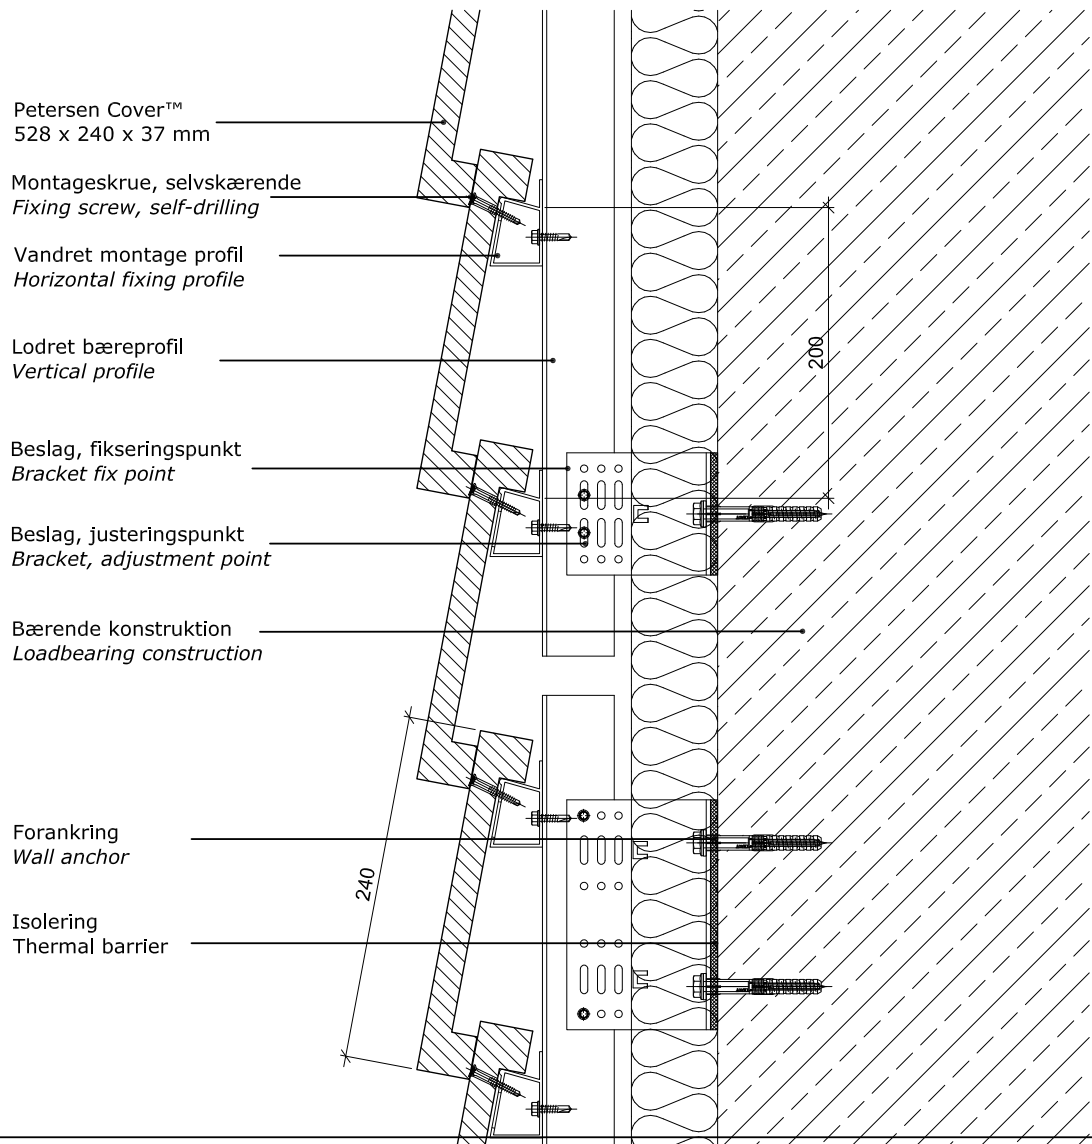 Petersen Cover™
528 x 240 x 37 mm
Montageskrue, selvskærende
Fixing screw, self-drilling
Vandret montage profil
Horizontal fixing profile
Lodret bæreprofil
Vertical profile
200
Beslag, fikseringspunkt
Bracket fix point
Beslag, justeringspunkt
Bracket, adjustment point
Bærende konstruktion
Loadbearing construction
Forankring
Wall anchor
240
Isolering
Thermal barrier